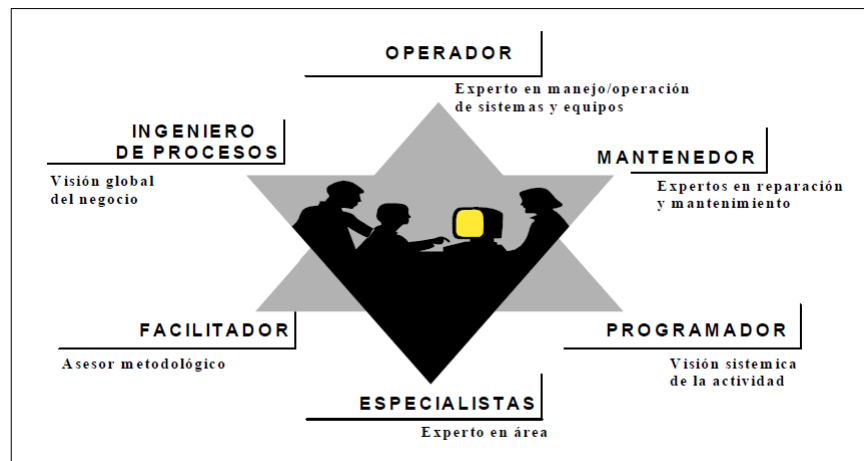 OPERADOR
Experto en manejo/operación
de sistemas y equipos
INGENIERO
DE PROCESOS
Visión global
del negocio
MANTENEDOR
Expertos en reparación
y mantenimiento
FACILITADOR
Asesor metodológico
PROGRAMADOR
Visión sistemica
de la actividad
ESPECIALISTAS
Experto en área